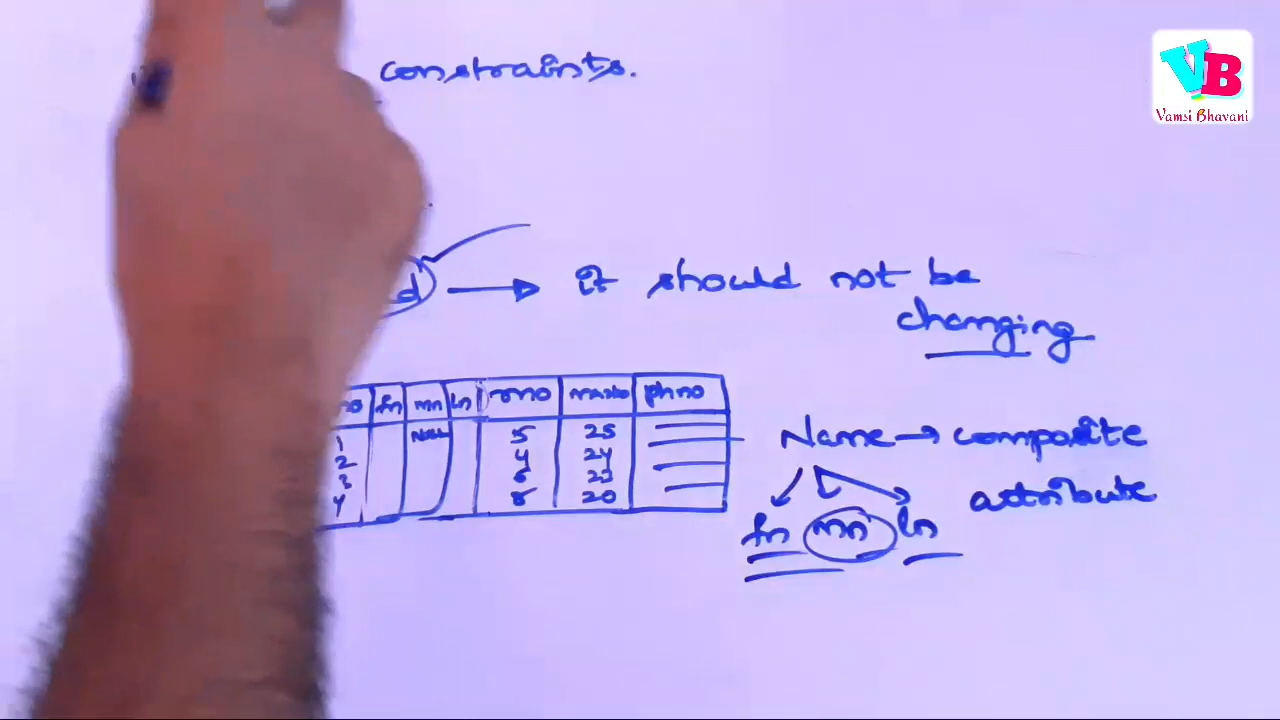 VB
Vamsi Bhavani
constraints.
d → it should not be
changing
no fn mn ln rno marks phno
1 NULL 5 25
2 4 24
3 6 22
4 8 20
Name → composite
attribute
fn mn ln